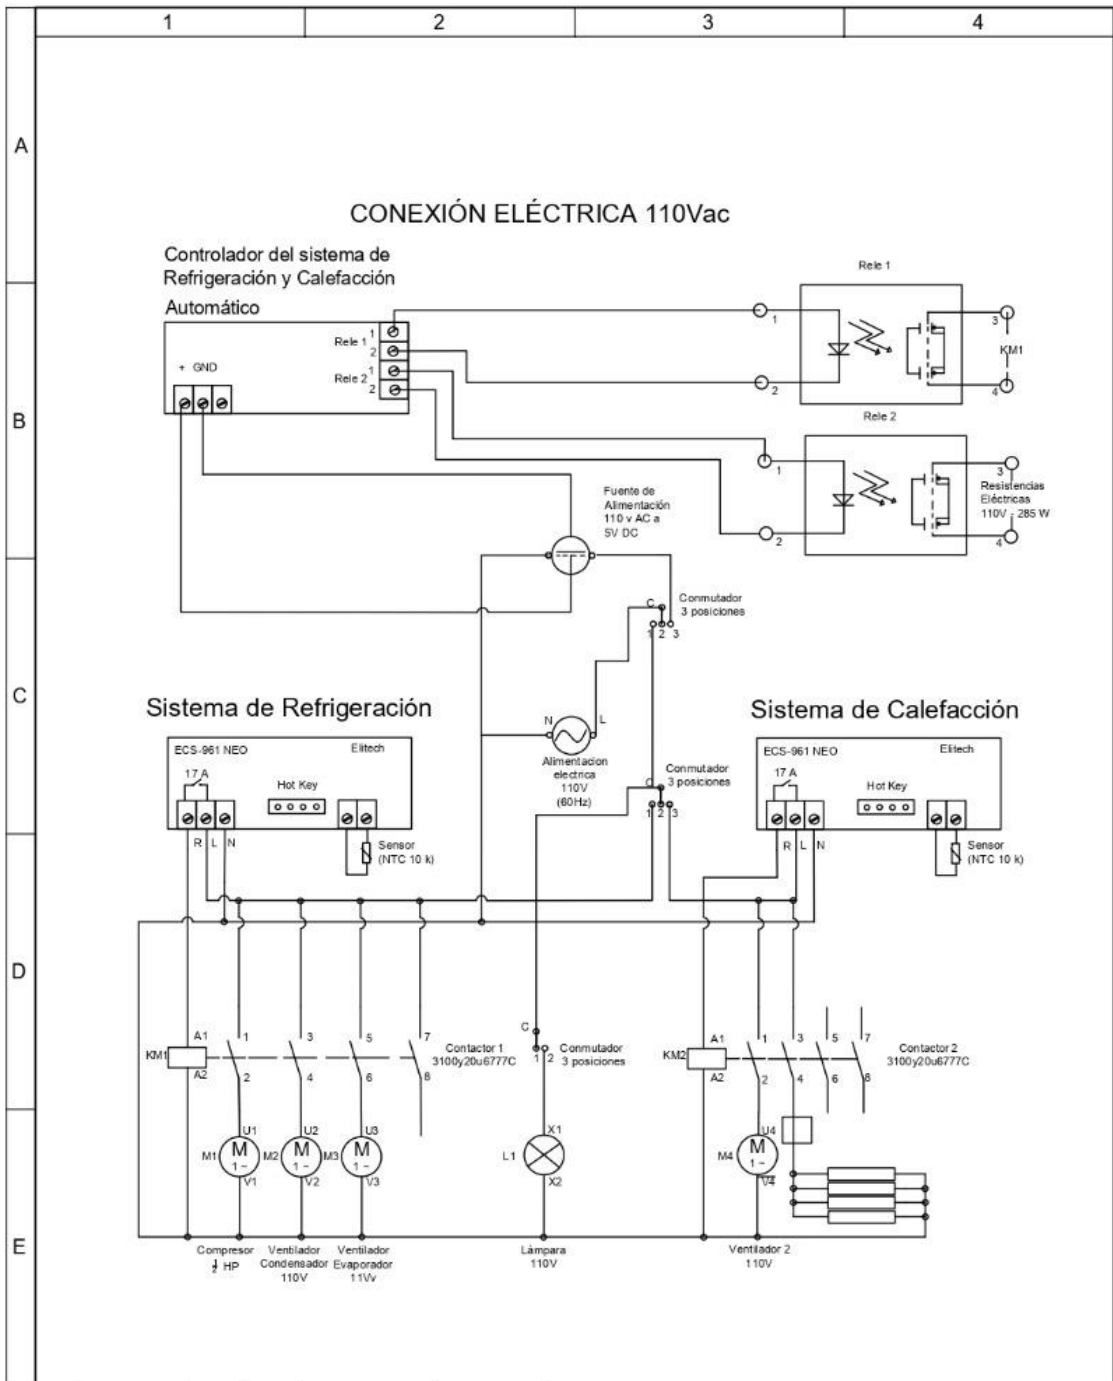 1 2 3 4
A
CONEXIÓN ELÉCTRICA 110Vac
Controlador del sistema de
Refrigeración y Calefacción
Automático
Rele 1
1
Rele 1
2
1
Rele 2
2
+ GND
1
2
3
KM1
4
B
Rele 2
1
2
3
Resistencias
Eléctricas
110V - 285 W
4
Fuente de
Alimentación
110 v AC a
5V DC
C
Conmutador
3 posiciones
1 2 3
C
Sistema de Refrigeración
N
L
Sistema de Calefacción
ECS-961 NEO
Elitech
17 A
Hot Key
R L N
Sensor
(NTC 10 k)
Alimentacion
electrica
110V
(60Hz)
C
Conmutador
3 posiciones
1 2 3
ECS-961 NEO
Elitech
17 A
Hot Key
R L N
Sensor
(NTC 10 k)
D
KM1
A1
A2
1
2
3
4
5
6
7
8
Contactor 1
3100y20u6777C
C
1 2
Conmutador
3 posiciones
KM2
A1
A2
1
2
3
4
5
6
7
8
Contactor 2
3100y20u6777C
E
M1
U1
M
1 ~
V1
M2
U2
M
1 ~
V2
M3
U3
M
1 ~
V3
L1
X1
X2
M4
U4
M
1 ~
V4
Compresor
½ HP
Ventilador
Condensador
110V
Ventilador
Evaporador
11Vv
Lámpara
110V
Ventilador 2
110V